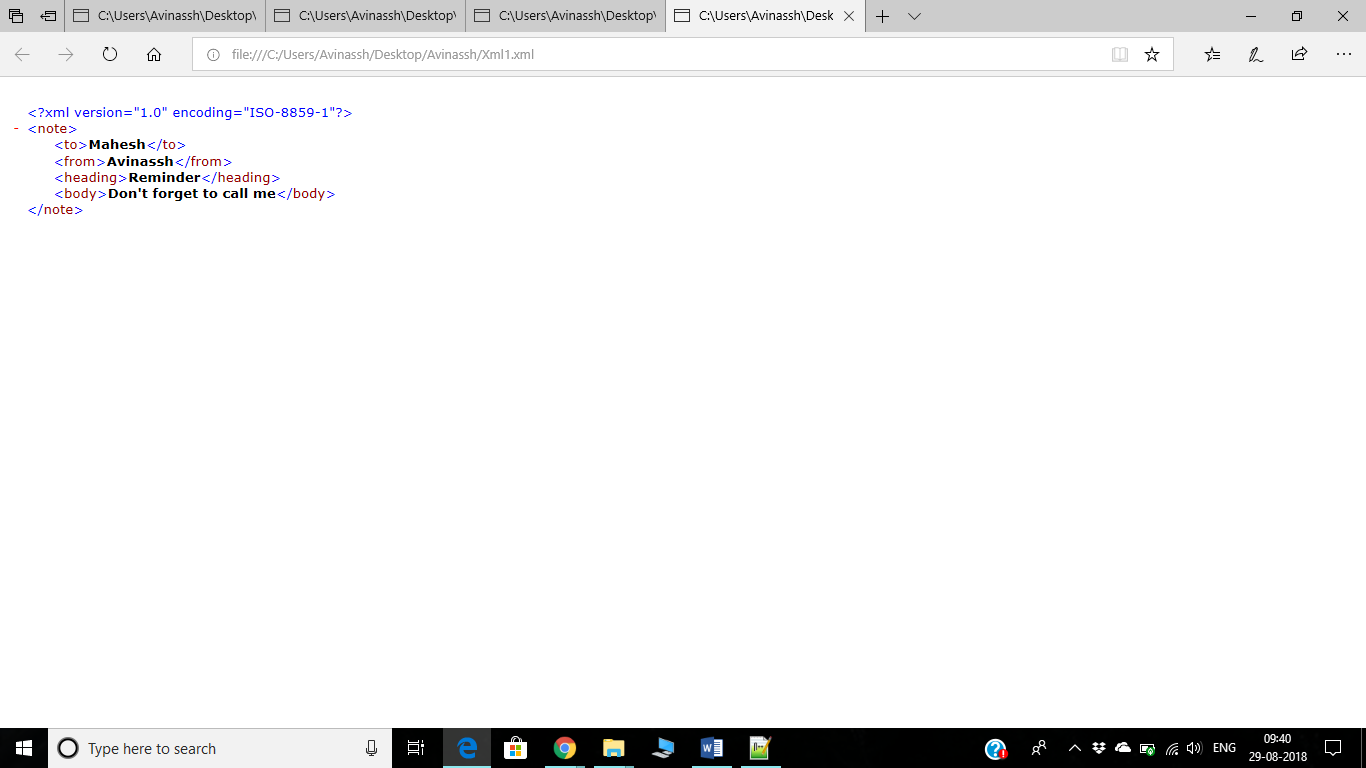 C:\Users\Avinassh\Desktop\
C:\Users\Avinassh\Desktop\
C:\Users\Avinassh\Desktop\
C:\Users\Avinassh\Desk
file:///C:/Users/Avinassh/Desktop/Avinassh/Xml1.xml
<?xml version="1.0" encoding="ISO-8859-1"?>
- <note>
<to>Mahesh</to>
<from>Avinassh</from>
<heading>Reminder</heading>
<body>Don't forget to call me</body>
</note>
Type here to search
ENG
09:40
29-08-2018